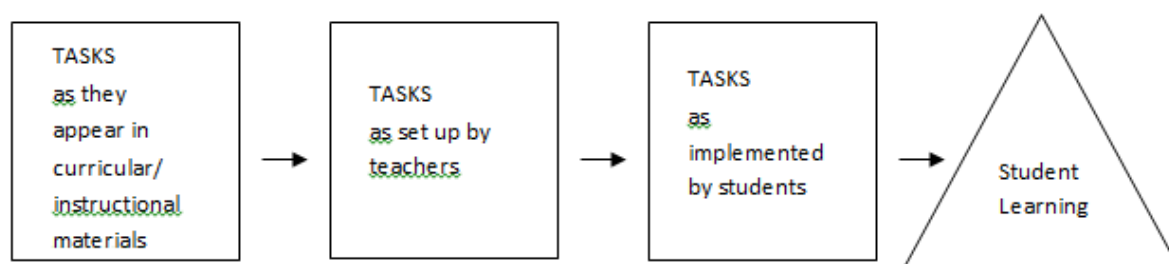 TASKS
as they
appear in
curricular/
instructional
materials
TASKS
as set up by
teachers
TASKS
as
implemented
by students
Student
Learning